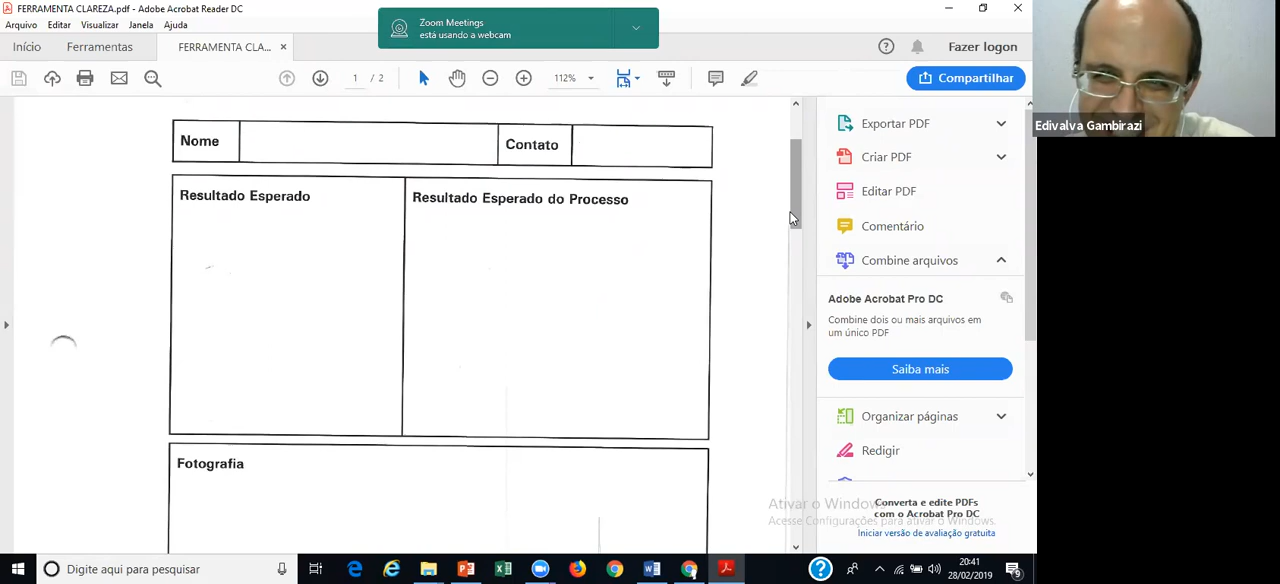 FERRAMENTA CLAREZA.pdf - Adobe Acrobat Reader DC
Arquivo Editar Visualizar Janela Ajuda
Zoom Meetings
está usando a webcam
Início Ferramentas FERRAMENTA CLA... Fazer logon
1 / 2 112% Compartilhar
Edivalva Gambirazi
Nome Contato
Resultado Esperado Resultado Esperado do Processo
Fotografia
Exportar PDF
Criar PDF
Editar PDF
Comentário
Combine arquivos
Adobe Acrobat Pro DC
Combine dois ou mais arquivos em
um único PDF
Saiba mais
Organizar páginas
Redigir
Ativar o Windows
Acesse Configurações para ativar o Windows.
Converta e edite PDFs
com o Acrobat Pro DC
Iniciar versão de avaliação gratuita
Digite aqui para pesquisar
20:41
28/02/2019
9